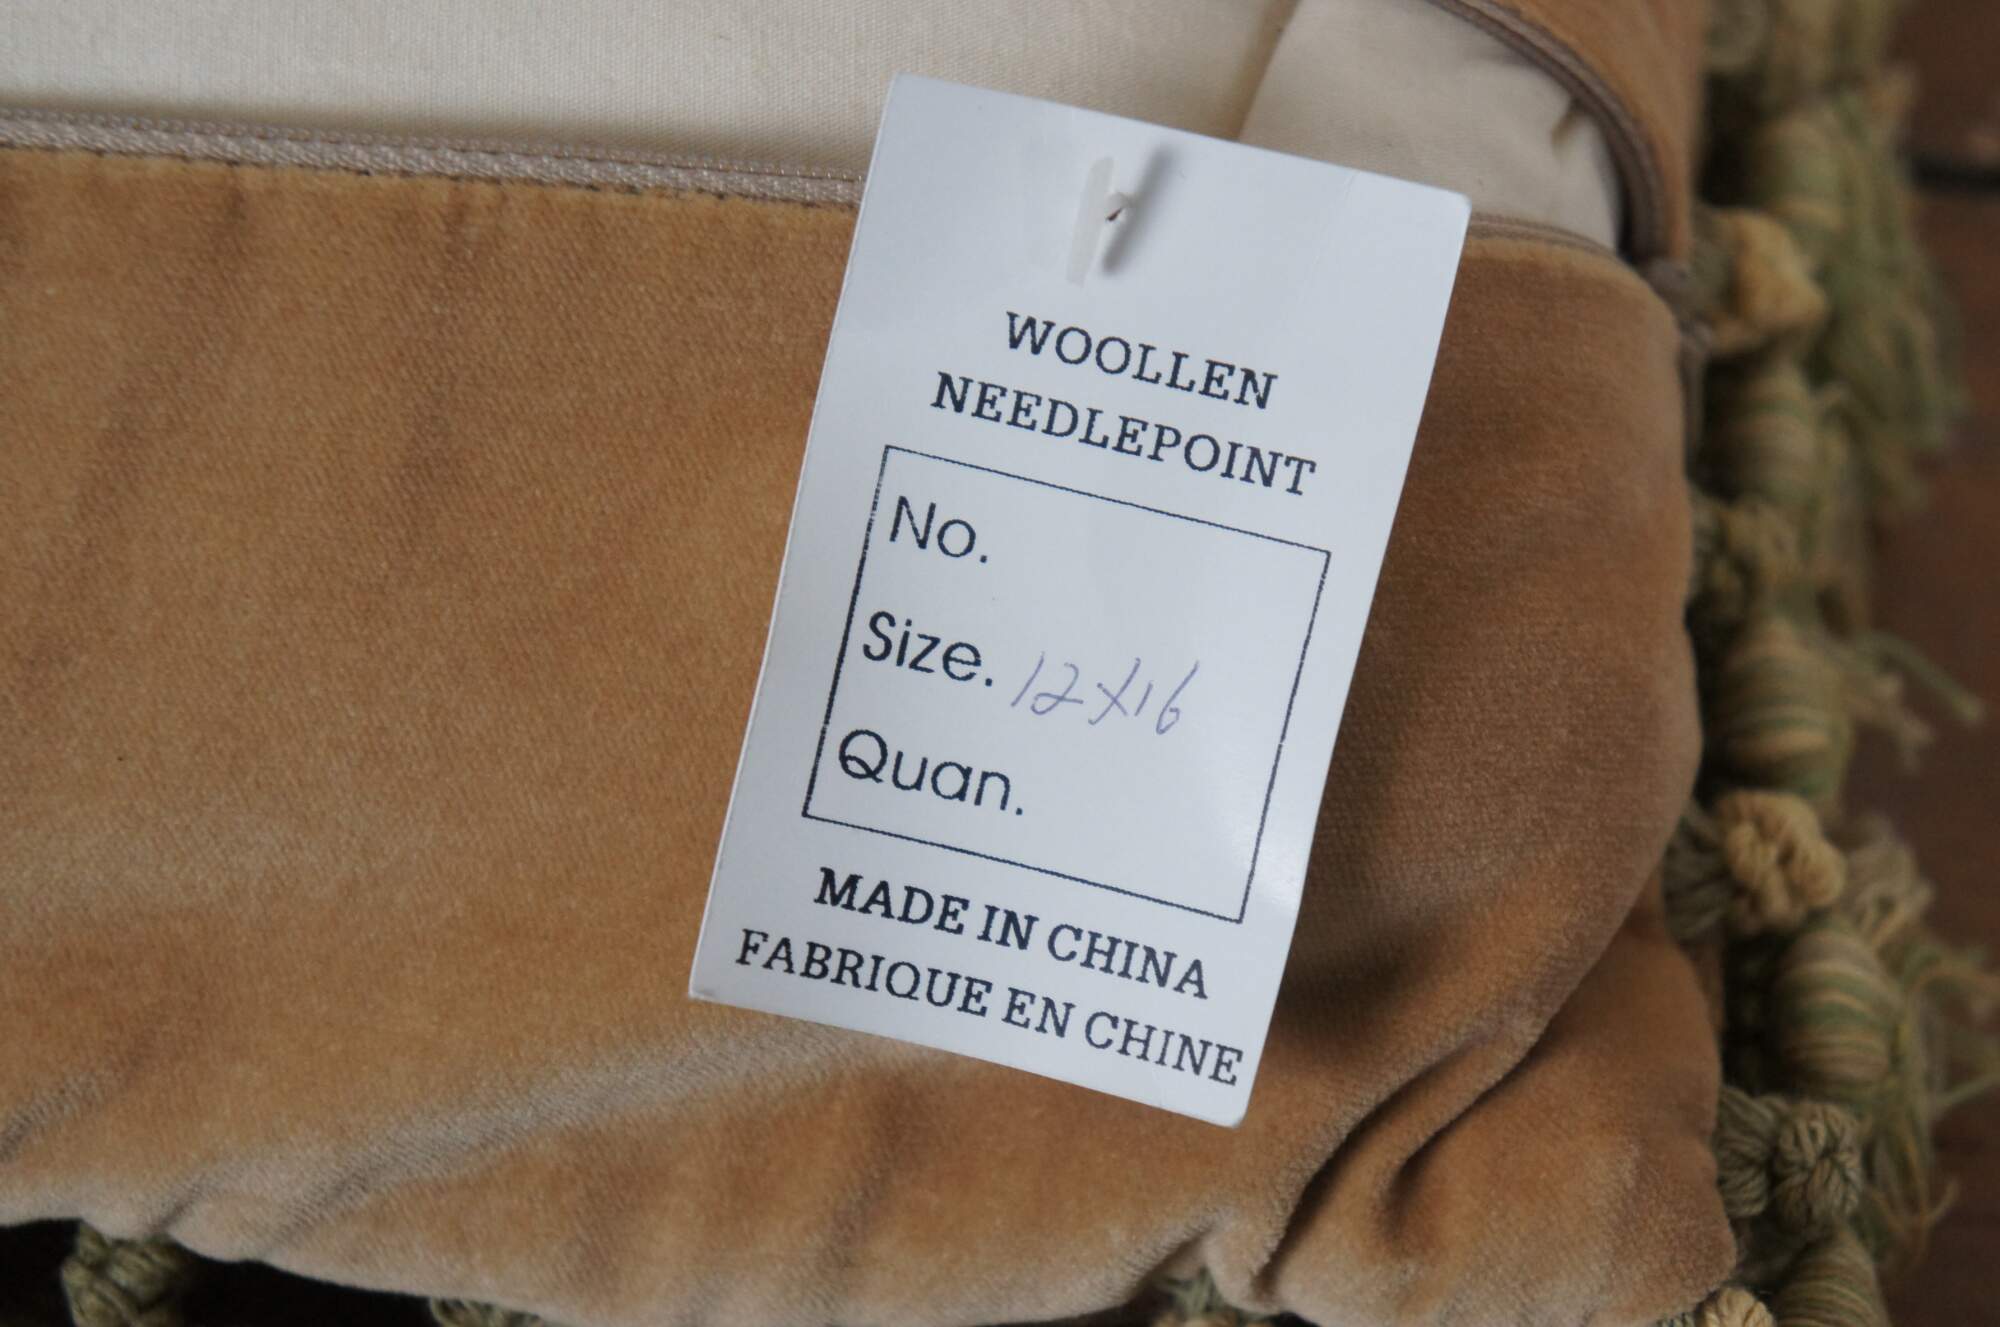 WOOLLEN
NEEDLEPOINT
No.
Size. 12x16
Quan.
MADE IN CHINA
FABRIQUE EN CHINE